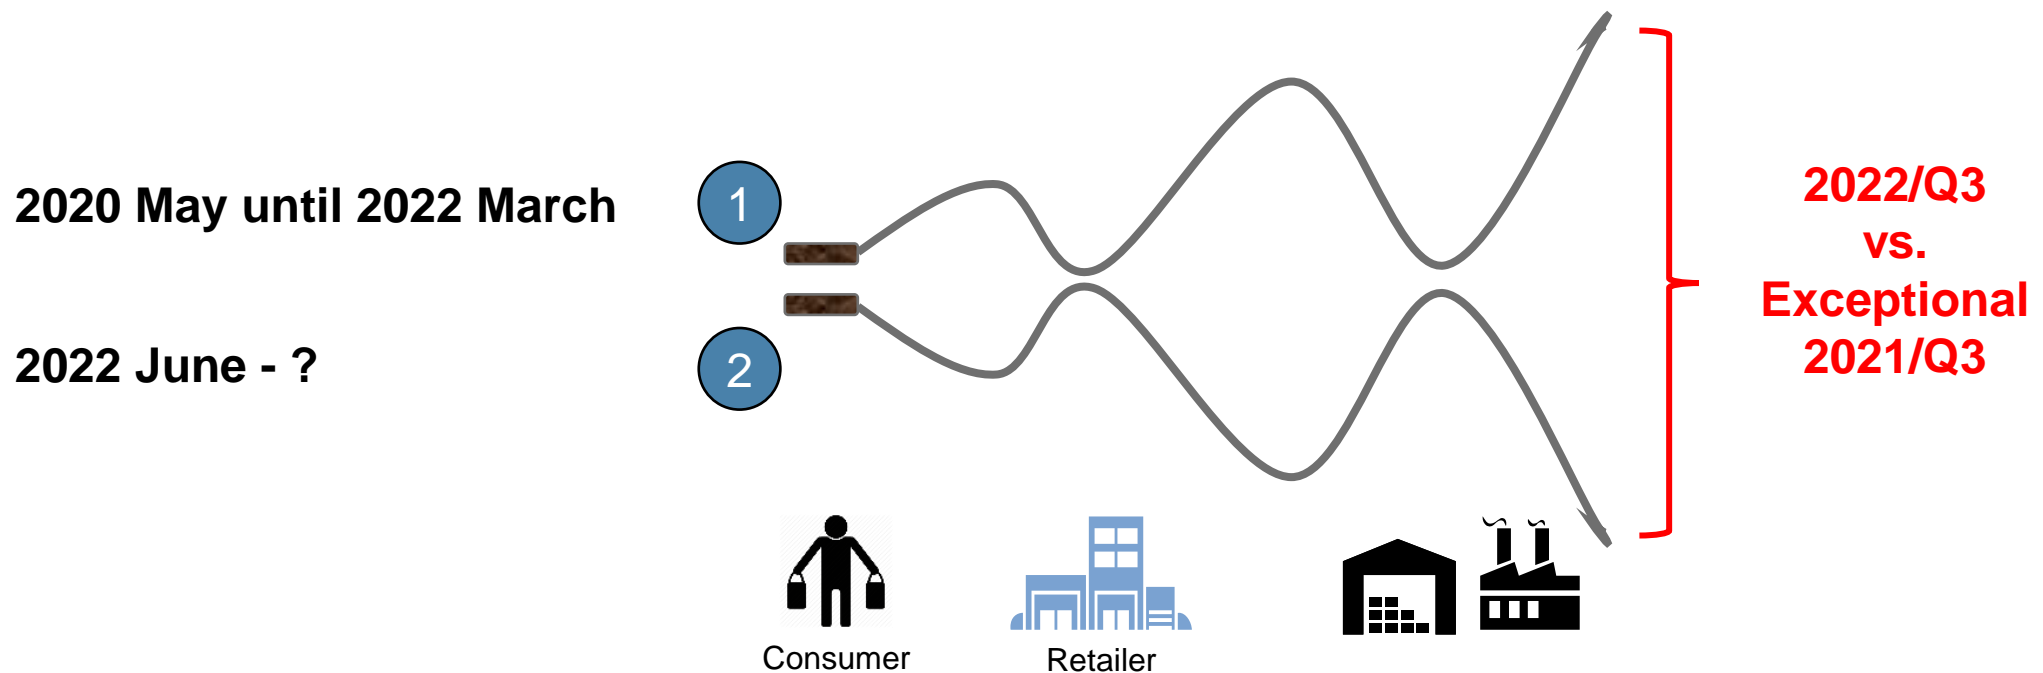 2020 May until 2022 March
1
2022 June - ?
2
2022/Q3
vs.
Exceptional
2021/Q3
Consumer
Retailer